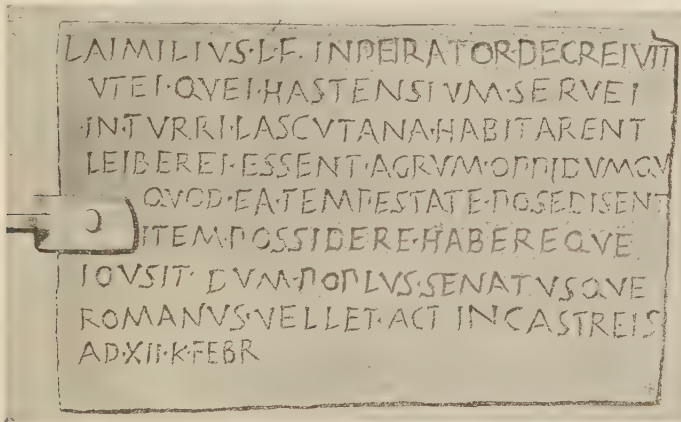 L·AIMILIVS·L·F·INPEIRATOR·DECREIVIT
VTEI·QVEI·HASTENSIVM·SERVEI
IN·TVRRI·LASCVTANA·HABITARENT
LEIBEREI·ESSENT·AGRVM·OPPIDVMQV
QVOD·EA·TEMPESTATE·POSEDISENT
ITEM·POSSIDERE·HABEREQVE
IOVSIT·DVM·POPLVS·SENATVSQVE
ROMANVS·VELLET·ACT·IN CASTREIS
A·D·XII·K·FEBR